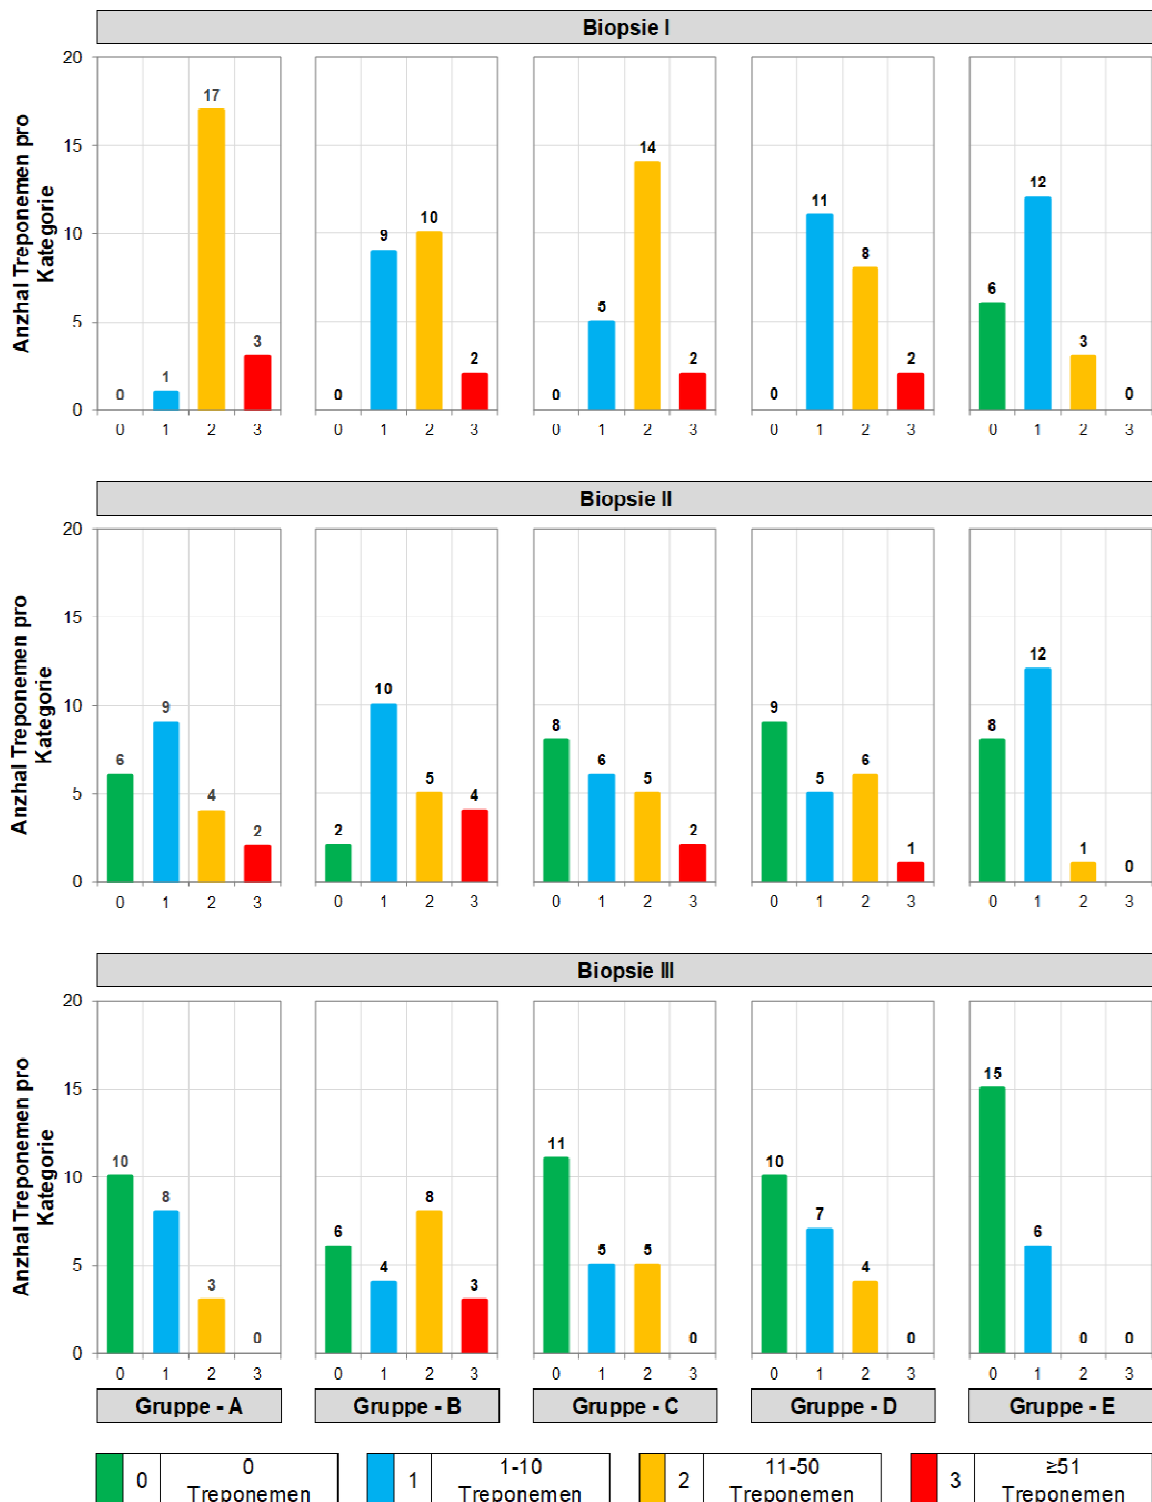 Biopsie I
Anzhal Treponemen pro
Kategorie
20
15
10
5
0
0 1 17 3
0 9 10 2
0 5 14 2
0 11 8 2
6 12 3 0
0 1 2 3
0 1 2 3
0 1 2 3
0 1 2 3
0 1 2 3
Biopsie II
Anzhal Treponemen pro
Kategorie
20
15
10
5
0
6 9 4 2
2 10 5 4
8 6 5 2
9 5 6 1
8 12 1 0
0 1 2 3
0 1 2 3
0 1 2 3
0 1 2 3
0 1 2 3
Biopsie III
Anzhal Treponemen pro
Kategorie
20
15
10
5
0
10 8 3 0
6 4 8 3
11 5 5 0
10 7 4 0
15 6 0 0
0 1 2 3
0 1 2 3
0 1 2 3
0 1 2 3
0 1 2 3
Gruppe - A
Gruppe - B
Gruppe - C
Gruppe - D
Gruppe - E
0
0
Treponemen
1
1-10
Treponemen
2
11-50
Treponemen
3
≥51
Treponemen